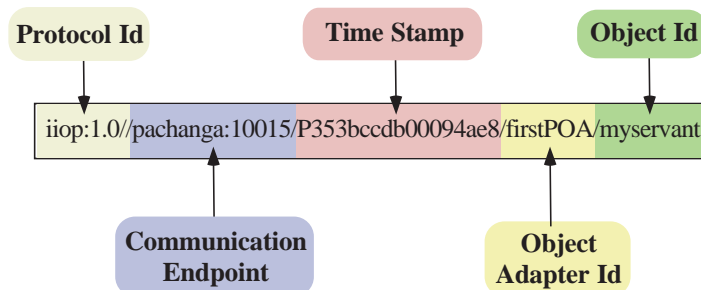 Time Stamp
Protocol Id
Object Id
iiop:1.0//pachanga:10015/P353bccdb00094ae8/firstPOA/myservant
Communication
Endpoint
Object
Adapter Id